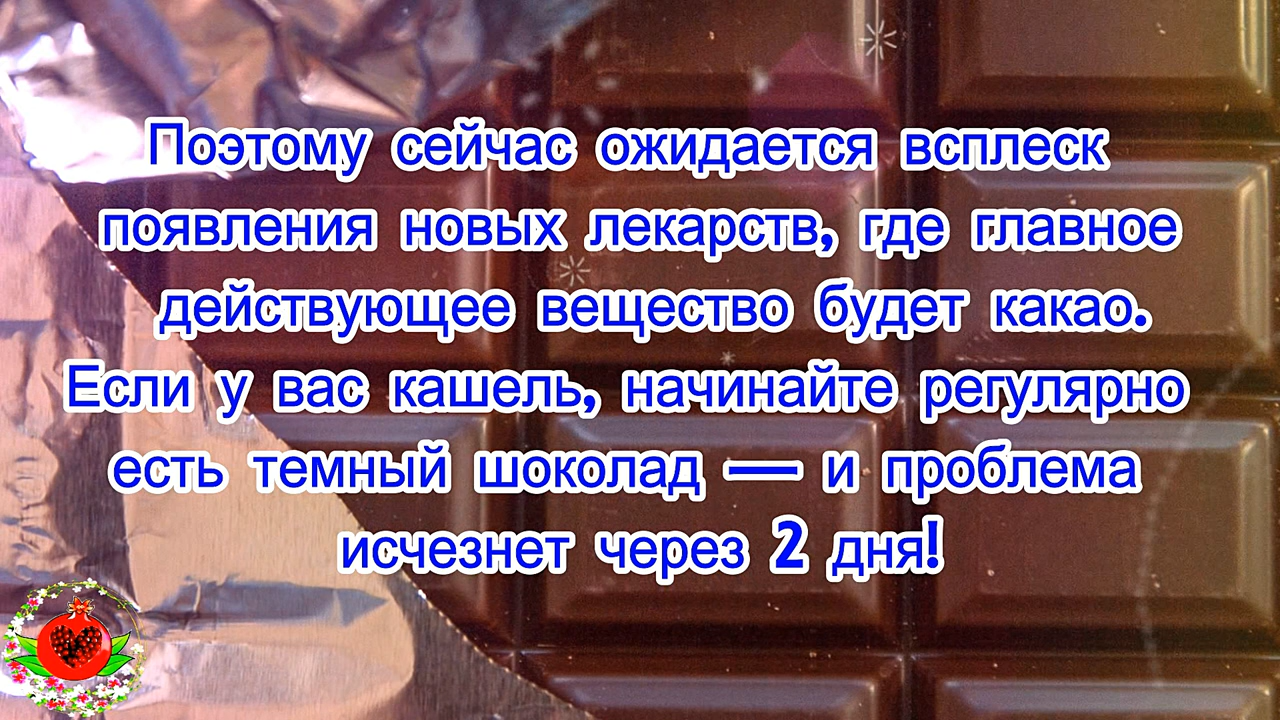 Поэтому сейчас ожидается всплеск
появления новых лекарств, где главное
действующее вещество будет какао.
Если у вас кашель, начинайте регулярно
есть темный шоколад — и проблема
исчезнет через 2 дня!